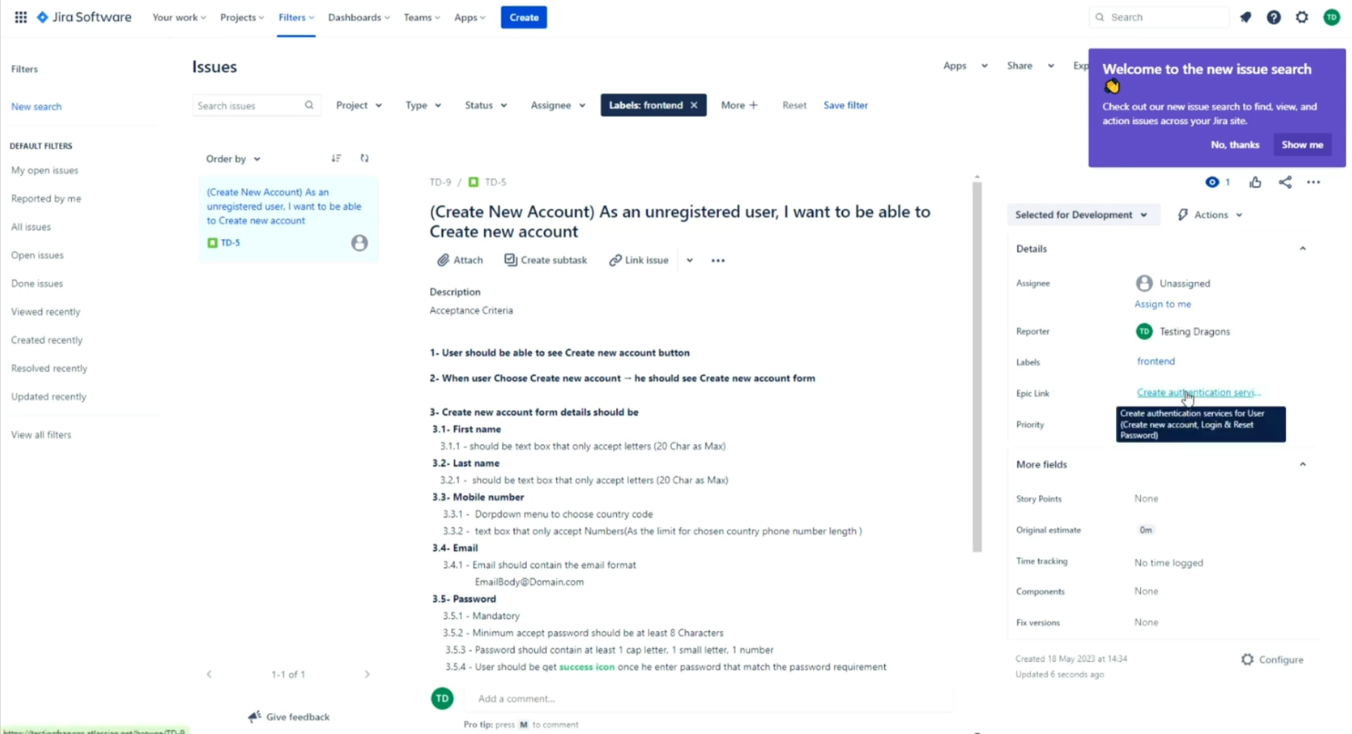 Jira Software
Your work
Projects
Filters
Dashboards
Teams
Apps
Create
Search
TD
Filters
New search
DEFAULT FILTERS
My open issues
Reported by me
All issues
Open issues
Done issues
Viewed recently
Created recently
Resolved recently
Updated recently
View all filters
Issues
Apps
Share
Exp
Search issues
Project
Type
Status
Assignee
Labels: frontend
More +
Reset
Save filter
Welcome to the new issue search
Check out our new issue search to find, view, and
action issues across your Jira site.
No, thanks
Show me
Order by
(Create New Account) As an
unregistered user, I want to be able
to Create new account
TD-5
1-1 of 1
Give feedback
TD-9 / TD-5
(Create New Account) As an unregistered user, I want to be able to
Create new account
Attach
Create subtask
Link issue
Description
Acceptance Criteria
1- User should be able to see Create new account button
2- When user Choose Create new account → he should see Create new account form
3- Create new account form details should be
3.1- First name
3.1.1 - should be text box that only accept letters (20 Char as Max)
3.2- Last name
3.2.1 - should be text box that only accept letters (20 Char as Max)
3.3- Mobile number
3.3.1 - Dorpdown menu to choose country code
3.3.2 - text box that only accept Numbers(As the limit for chosen country phone number length )
3.4- Email
3.4.1 - Email should contain the email format
EmailBody@Domain.com
3.5- Password
3.5.1 - Mandatory
3.5.2 - Minimum accept password should be at least 8 Characters
3.5.3 - Password should contain at least 1 cap letter, 1 small letter, 1 number
3.5.4 - User should be get success icon once he enter password that match the password requirement
TD
Add a comment...
Pro tip: press M to comment
1
Selected for Development
Actions
Details
Assignee
Unassigned
Assign to me
Reporter
TD Testing Dragons
Labels
frontend
Epic Link
Create authentication servi...
Create authentication services for User
(Create new account, Login & Reset
Password)
Priority
More fields
Story Points
None
Original estimate
0m
Time tracking
No time logged
Components
None
Fix versions
None
Created 18 May 2023 at 14:34
Updated 6 seconds ago
Configure